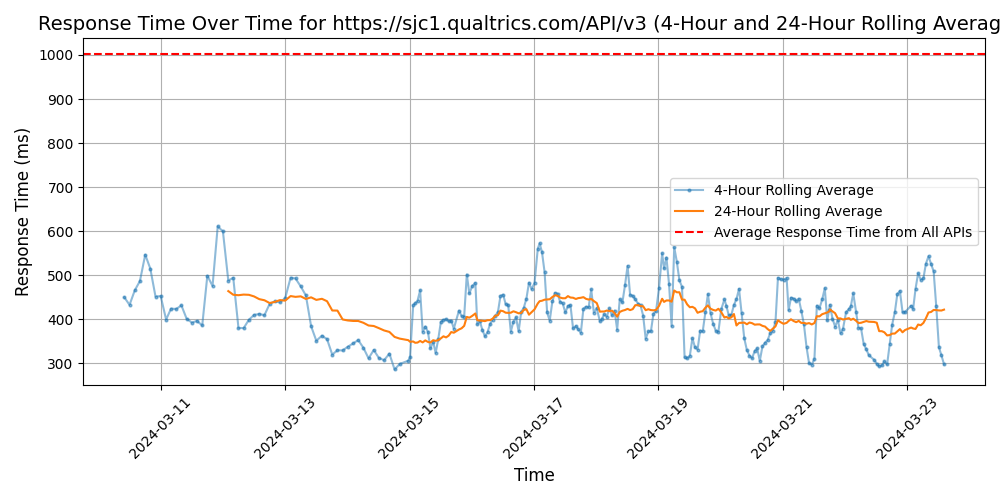 Response Time Over Time for https://sjc1.qualtrics.com/API/v3 (4-Hour and 24-Hour Rolling Averag
Response Time (ms)
1000
900
800
700
600
500
400
300
4-Hour Rolling Average
24-Hour Rolling Average
Average Response Time from All APIs
2024-03-11
2024-03-13
2024-03-15
2024-03-17
2024-03-19
2024-03-21
2024-03-23
Time